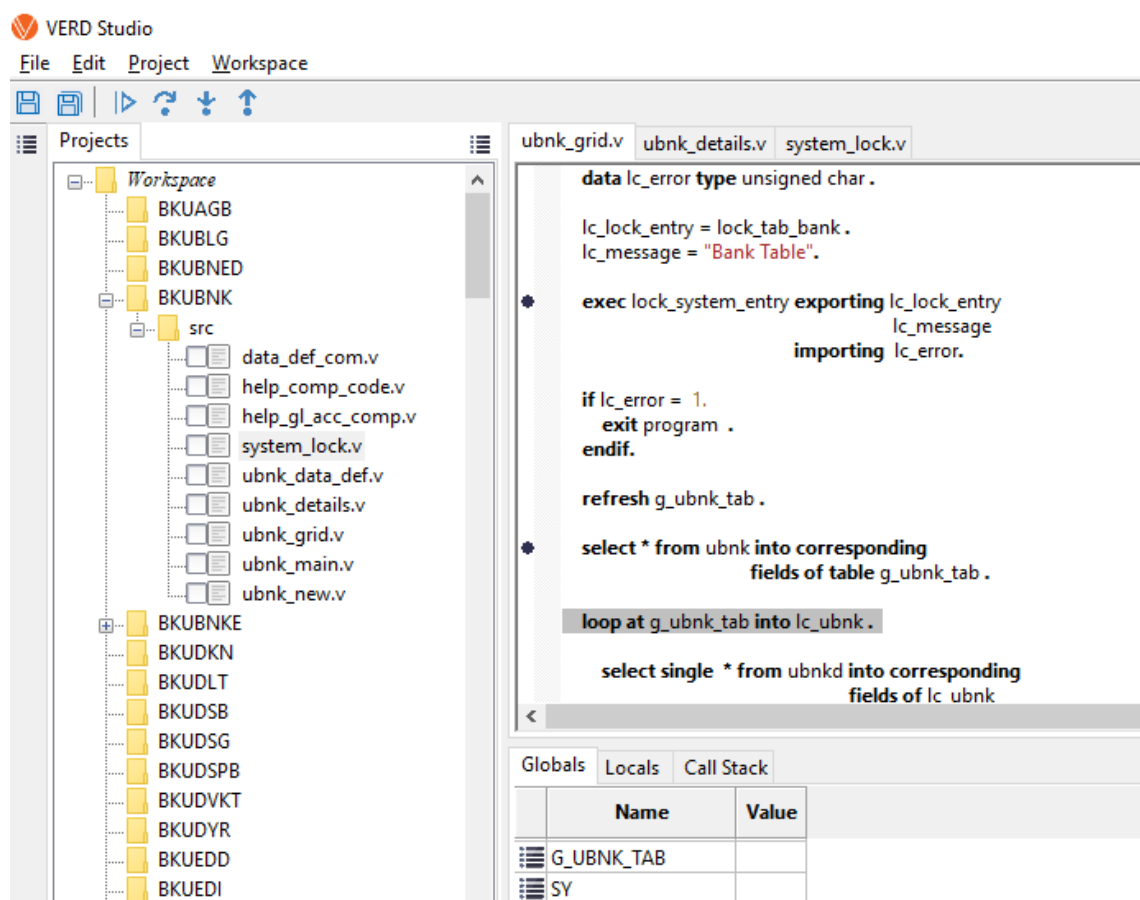 VERD Studio
File Edit Project Workspace
Projects
Workspace
BKUAGB
BKUBLG
BKUBNED
BKUBNK
src
data_def_com.v
help_comp_code.v
help_gl_acc_comp.v
system_lock.v
ubnk_data_def.v
ubnk_details.v
ubnk_grid.v
ubnk_main.v
ubnk_new.v
BKUBNKE
BKUDKN
BKUDLT
BKUDSB
BKUDSG
BKUDSPB
BKUDVKT
BKUDYR
BKUEDD
BKUEDI
ubnk_grid.v ubnk_details.v system_lock.v
data lc_error type unsigned char .
lc_lock_entry = lock_tab_bank .
lc_message = "Bank Table".
exec lock_system_entry exporting lc_lock_entry
lc_message
importing lc_error.
if lc_error = 1.
exit program .
endif.
refresh g_ubnk_tab .
select * from ubnk into corresponding
fields of table g_ubnk_tab .
loop at g_ubnk_tab into lc_ubnk .
select single * from ubnkd into corresponding
fields of lc_ubnk
Globals Locals Call Stack
Name Value
G_UBNK_TAB
SY